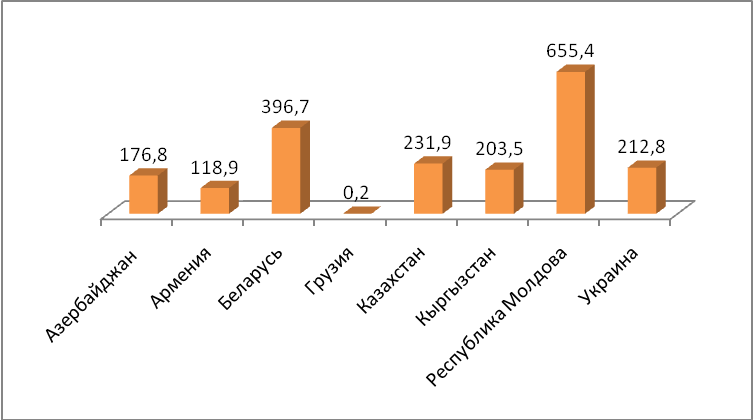 176,8
118,9
396,7
0,2
231,9
203,5
655,4
212,8
Азербайджан
Армения
Беларусь
Грузия
Казахстан
Кыргызстан
Республика Молдова
Украина